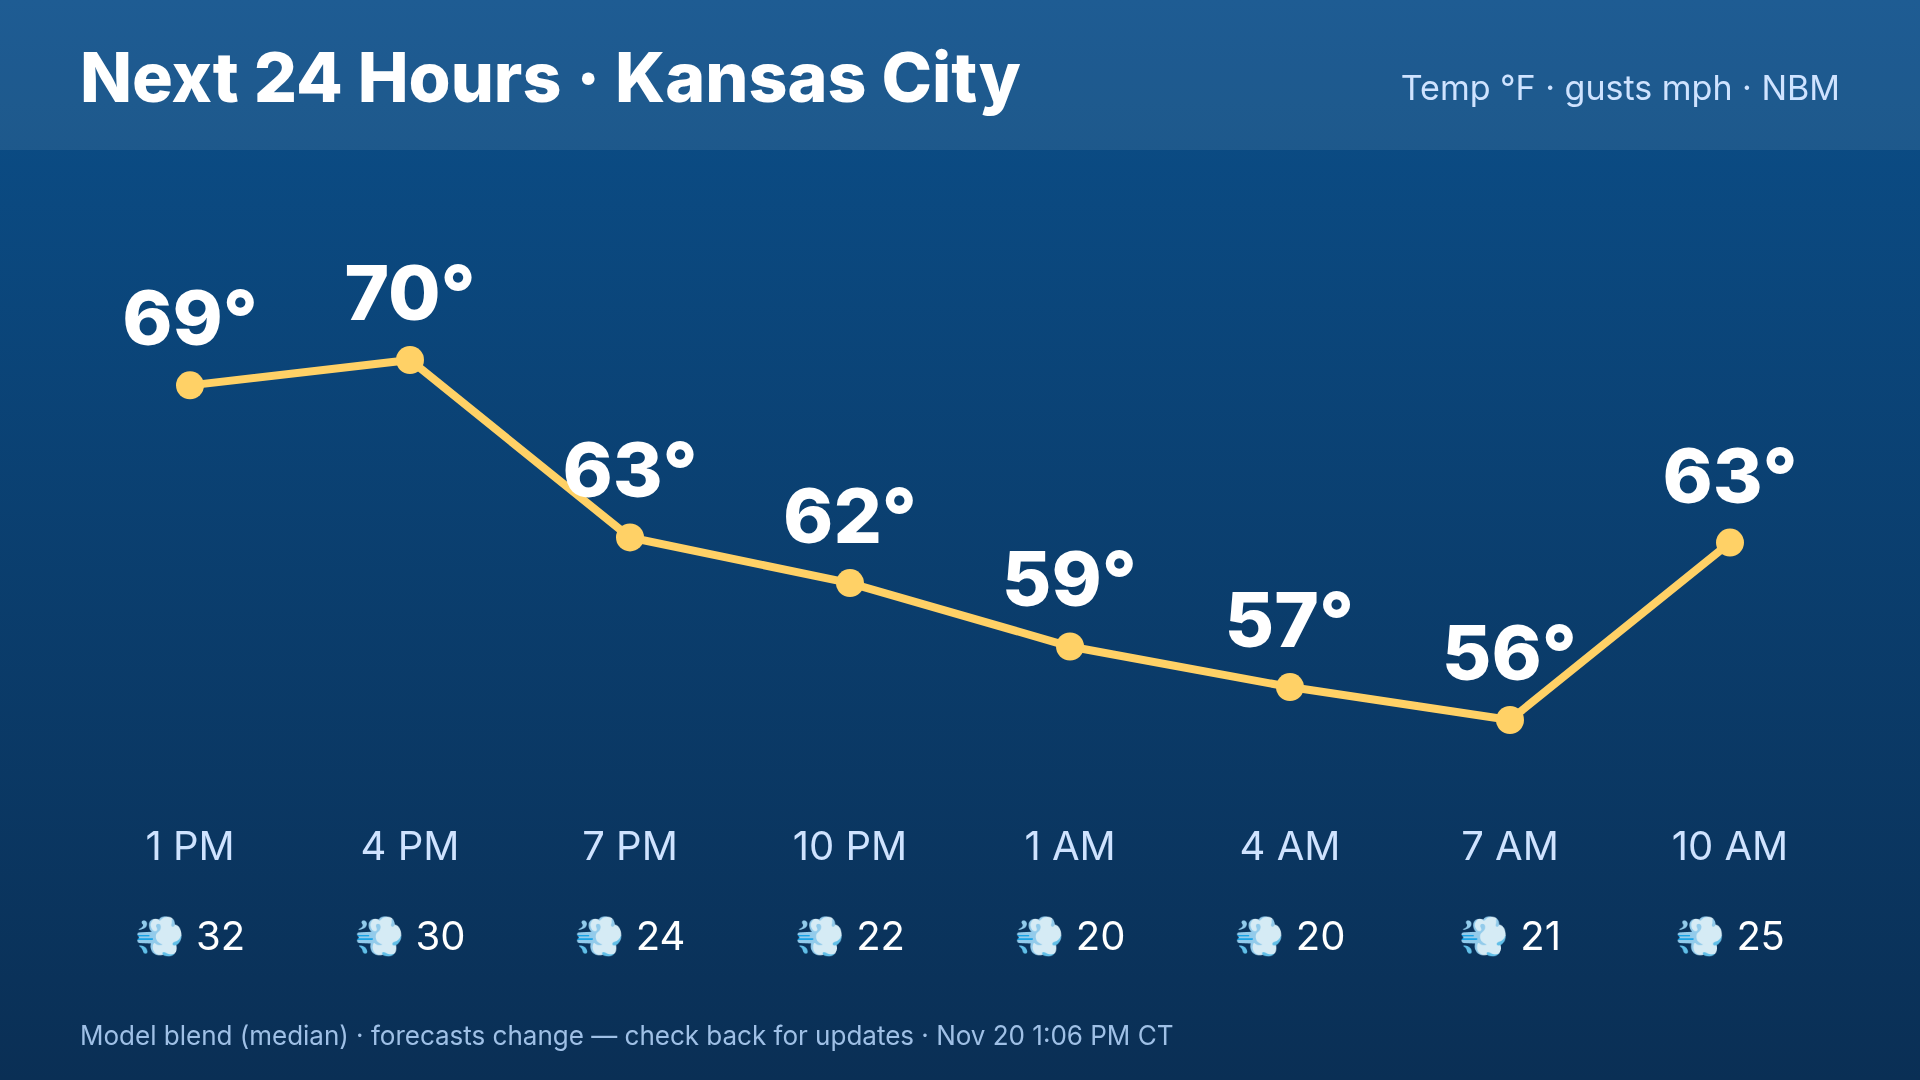 Next 24 Hours · Kansas City
Temp °F · gusts mph · NBM
69° 70° 63° 62° 59° 57° 56° 63°
1 PM 4 PM 7 PM 10 PM 1 AM 4 AM 7 AM 10 AM
💨 32 💨 30 💨 24 💨 22 💨 20 💨 20 💨 21 💨 25
Model blend (median) · forecasts change — check back for updates · Nov 20 1:06 PM CT